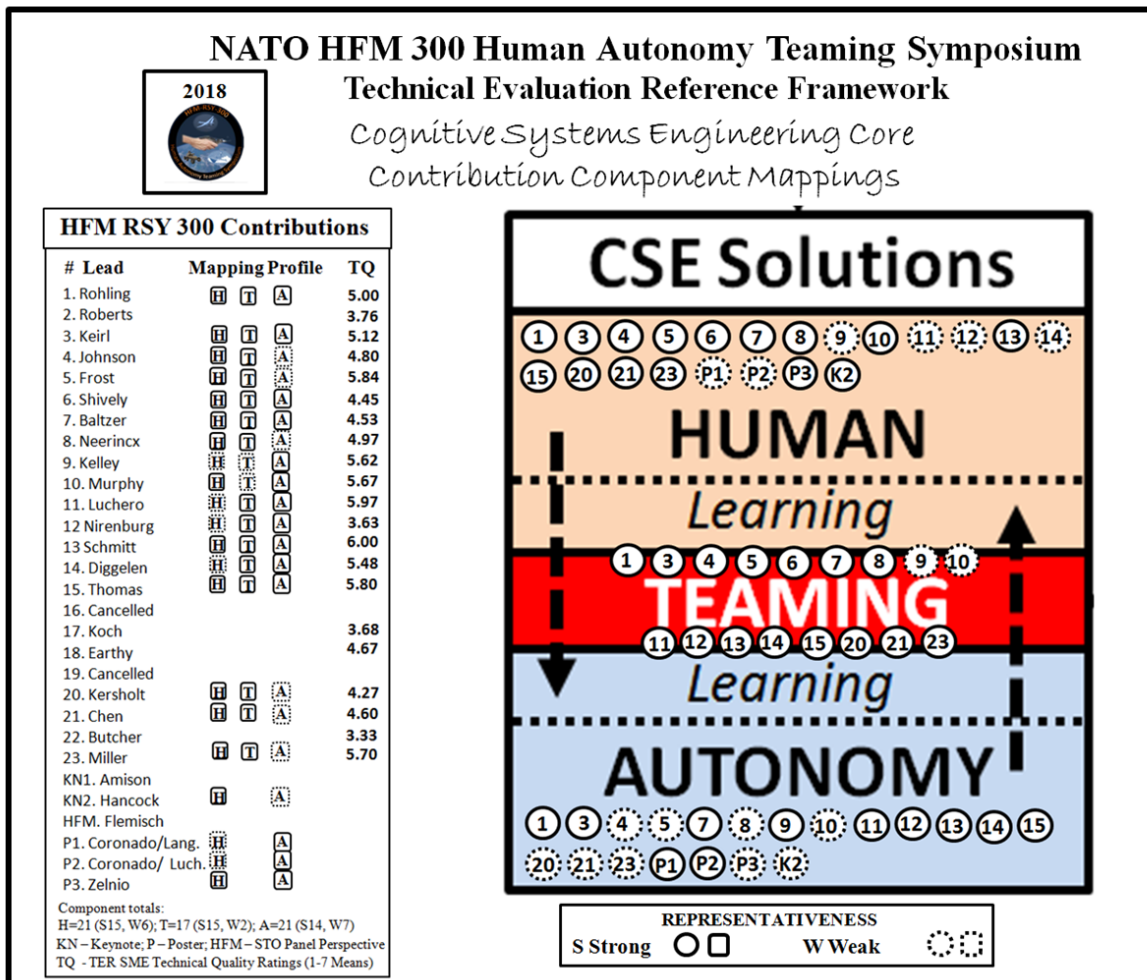 NATO HFM 300 Human Autonomy Teaming Symposium
Technical Evaluation Reference Framework
Cognitive Systems Engineering Core
Contribution Component Mappings
2018
HFM-RSY-300
HFM RSY 300 Contributions
# Lead Mapping Profile TQ
1. Rohling H T A 5.00
2. Roberts 3.76
3. Keirl H T A 5.12
4. Johnson H T A 4.80
5. Frost H T A 5.84
6. Shively H T A 4.45
7. Baltzer H T A 4.53
8. Neerincx H T A 4.97
9. Kelley H T A 5.62
10. Murphy H T A 5.67
11. Luchero H T A 5.97
12 Nirenburg H T A 3.63
13 Schmitt H T A 6.00
14. Diggelen H T A 5.48
15. Thomas H T A 5.80
16. Cancelled
17. Koch 3.68
18. Earthy 4.67
19. Cancelled
20. Kersholt H T A 4.27
21. Chen H T A 4.60
22. Butcher 3.33
23. Miller H T A 5.70
KN1. Amison
KN2. Hancock H A
HFM. Flemisch
P1. Coronado/Lang. H A
P2. Coronado/ Luch. H A
P3. Zelnio H A
Component totals:
H=21 (S15, W6); T=17 (S15, W2); A=21 (S14, W7)
KN – Keynote; P – Poster; HFM – STO Panel Perspective
TQ - TER SME Technical Quality Ratings (1-7 Means)
CSE Solutions
1 3 4 5 6 7 8 9 10 11 12 13 14
15 20 21 23 P1 P2 P3 K2
HUMAN
Learning
1 3 4 5 6 7 8 9 10
TEAMING
11 12 13 14 15 20 21 23
Learning
AUTONOMY
1 3 4 5 7 8 9 10 11 12 13 14 15
20 21 23 P1 P2 P3 K2
REPRESENTATIVENESS
S Strong W Weak